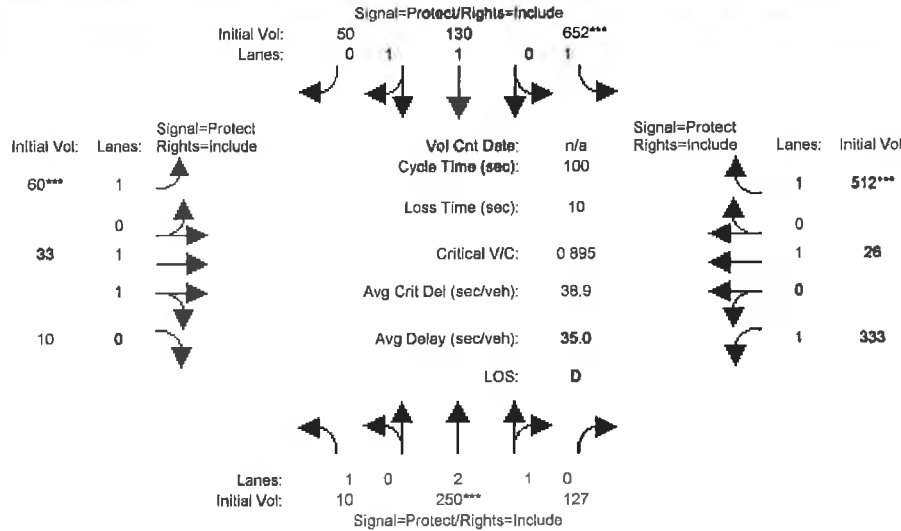 Signal=Protect/Rights=Include
Initial Vol: 50 130 652***
Lanes: 0 1 1 0 1
Signal=Protect
Initial Vol: Lanes: Rights=Include
Vol Cnt Date: n/a
Signal=Protect
Rights=Include Lanes: Initial Vol
Cycle Time (sec): 100
60*** 1
1 512***
Loss Time (sec): 10
0
0
33 1
Critical V/C: 0 895
1 26
1
Avg Crit Del (sec/veh): 38.9
0
10 0
Avg Delay (sec/veh): 35.0
1 333
LOS: D
Lanes: 1 0 2 1 0
Initial Vol: 10 250*** 127
Signal=Protect/Rights=Include